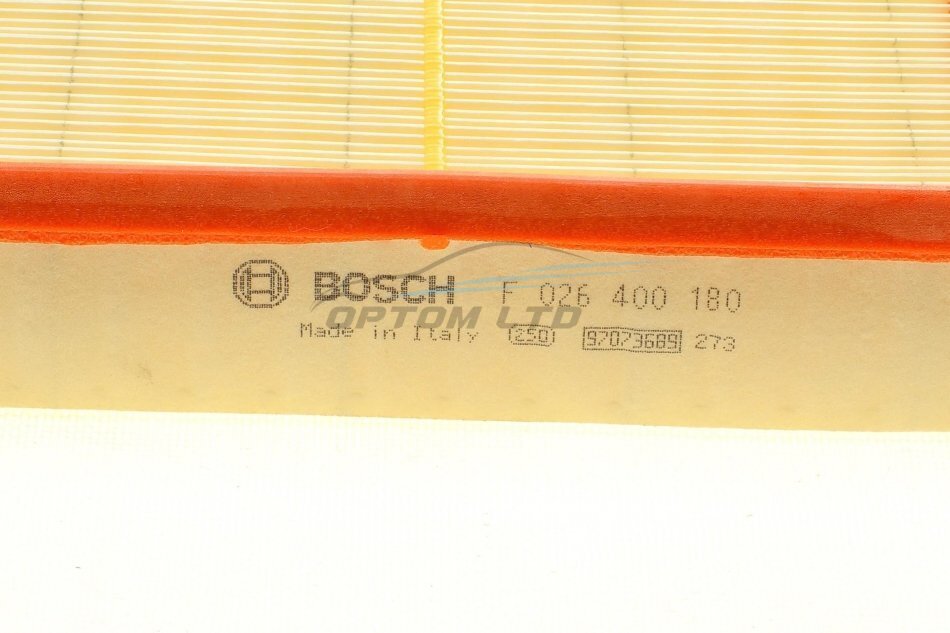 BOSCH F 026 400 180
OPTOM LTD
Made in Italy 250 97073689 273